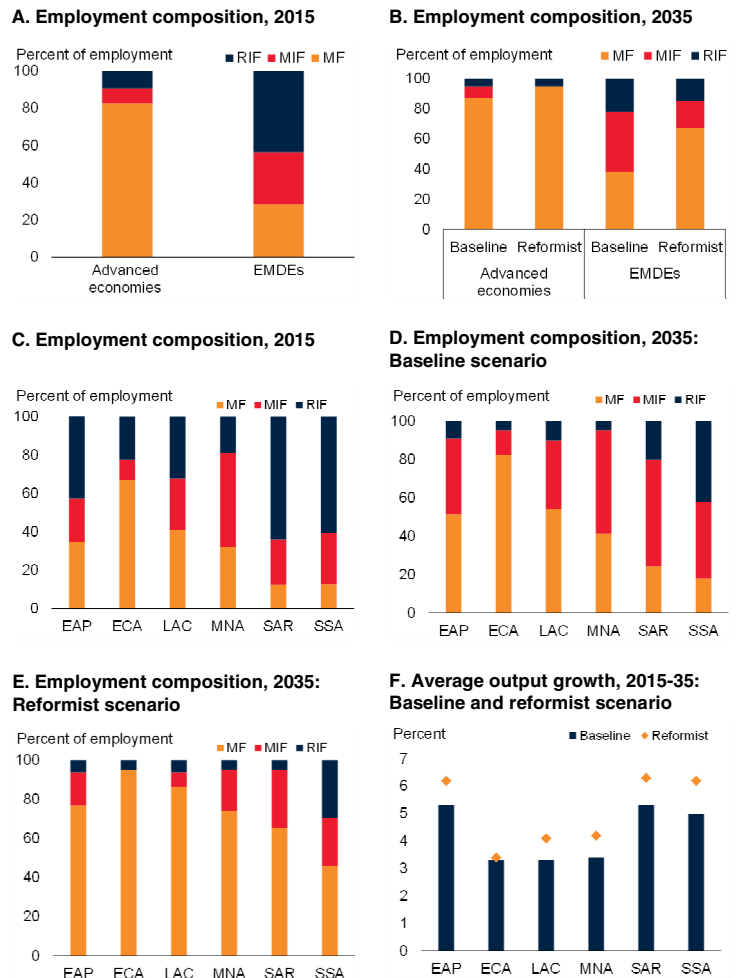 A. Employment composition, 2015
Percent of employment
RIF MIF MF
100
80
60
40
20
0
Advanced
economies
EMDEs
B. Employment composition, 2035
Percent of employment
MF MIF RIF
100
80
60
40
20
0
Baseline Reformist Baseline Reformist
Advanced
economies
EMDEs
C. Employment composition, 2015
Percent of employment
MF MIF RIF
100
80
60
40
20
0
EAP ECA LAC MNA SAR SSA
D. Employment composition, 2035:
Baseline scenario
Percent of employment
MF MIF RIF
100
80
60
40
20
0
EAP ECA LAC MNA SAR SSA
E. Employment composition, 2035:
Reformist scenario
Percent of employment
MF MIF RIF
100
80
60
40
20
0
EAP ECA LAC MNA SAR SSA
F. Average output growth, 2015-35:
Baseline and reformist scenario
Percent
Baseline Reformist
7
6
5
4
3
2
1
0
EAP ECA LAC MNA SAR SSA